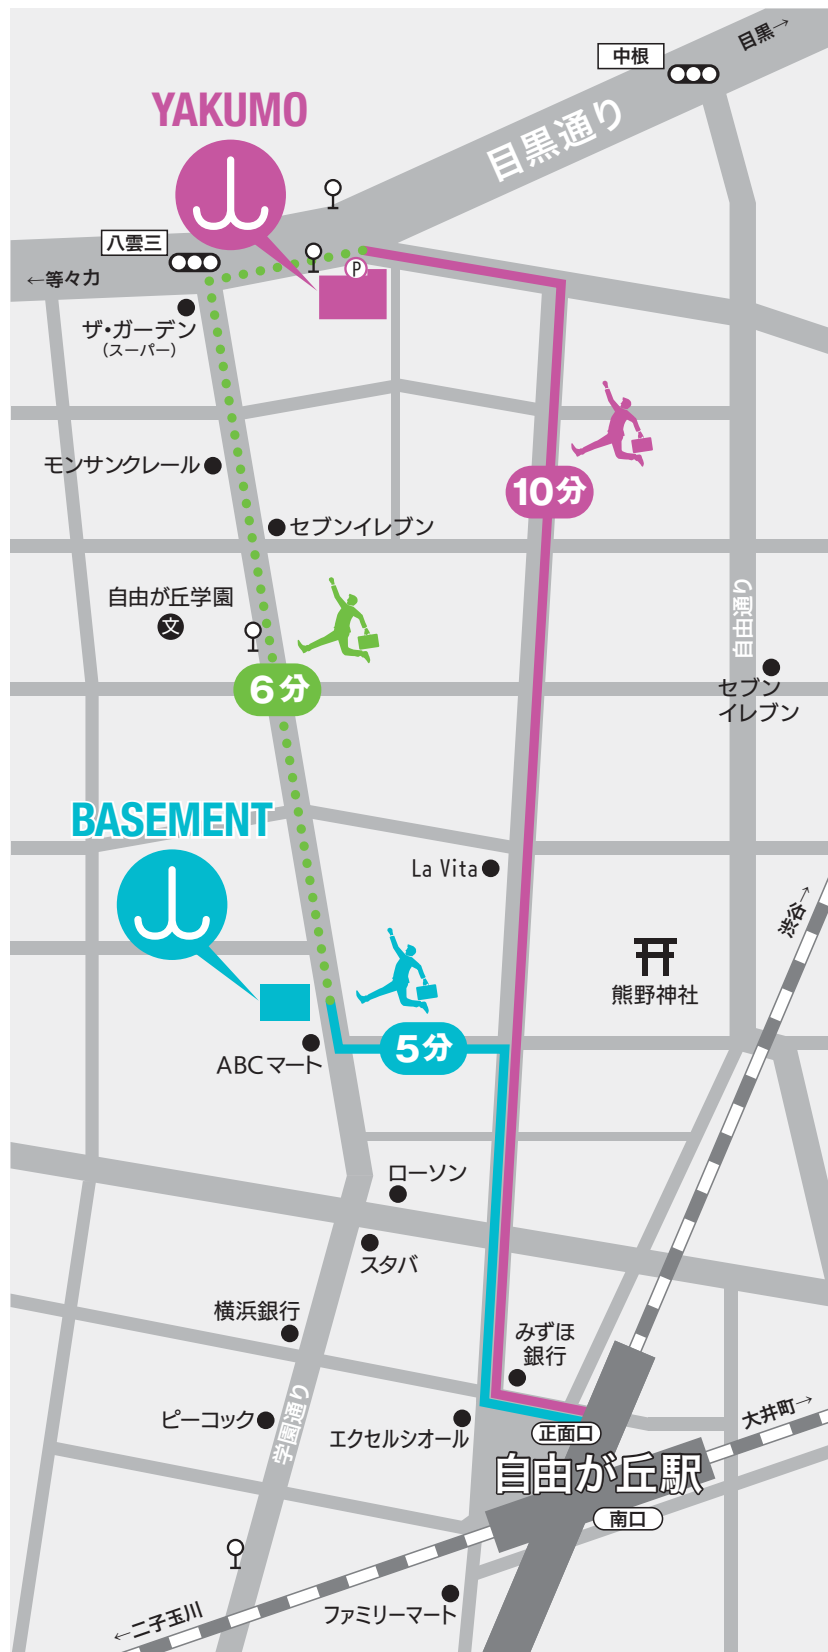 目黒→
中根
目黒通り
YAKUMO
八雲三
←等々力
P
ザ・ガーデン
(スーパー)
モンサンクレール
10分
セブンイレブン
自由が丘学園
文
自由通り
6分
セブン
イレブン
BASEMENT
La Vita
渋谷→
熊野神社
5分
ABCマート
ローソン
スタバ
横浜銀行
みずほ
銀行
学園通り
ピーコック
エクセルシオール
大井町→
正面口
自由が丘駅
南口
←二子玉川
ファミリーマート